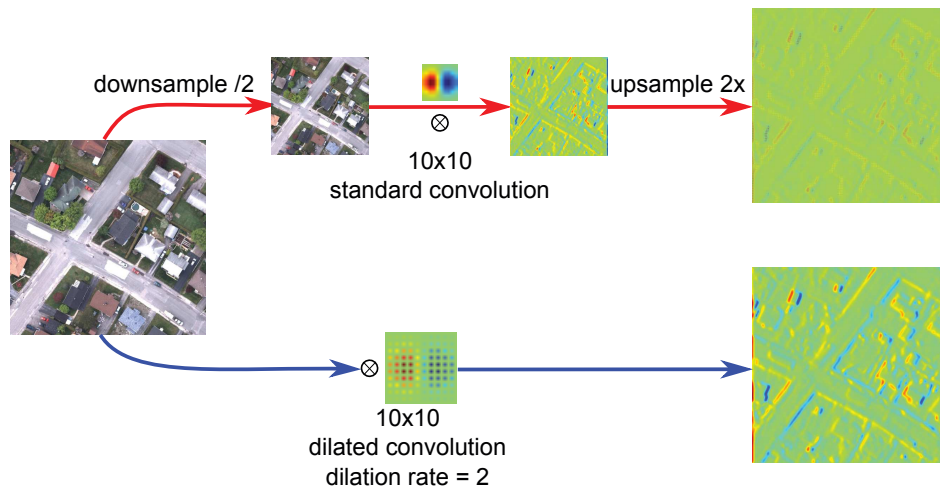 downsample /2
upsample 2x
10x10
standard convolution
10x10
dilated convolution
dilation rate = 2